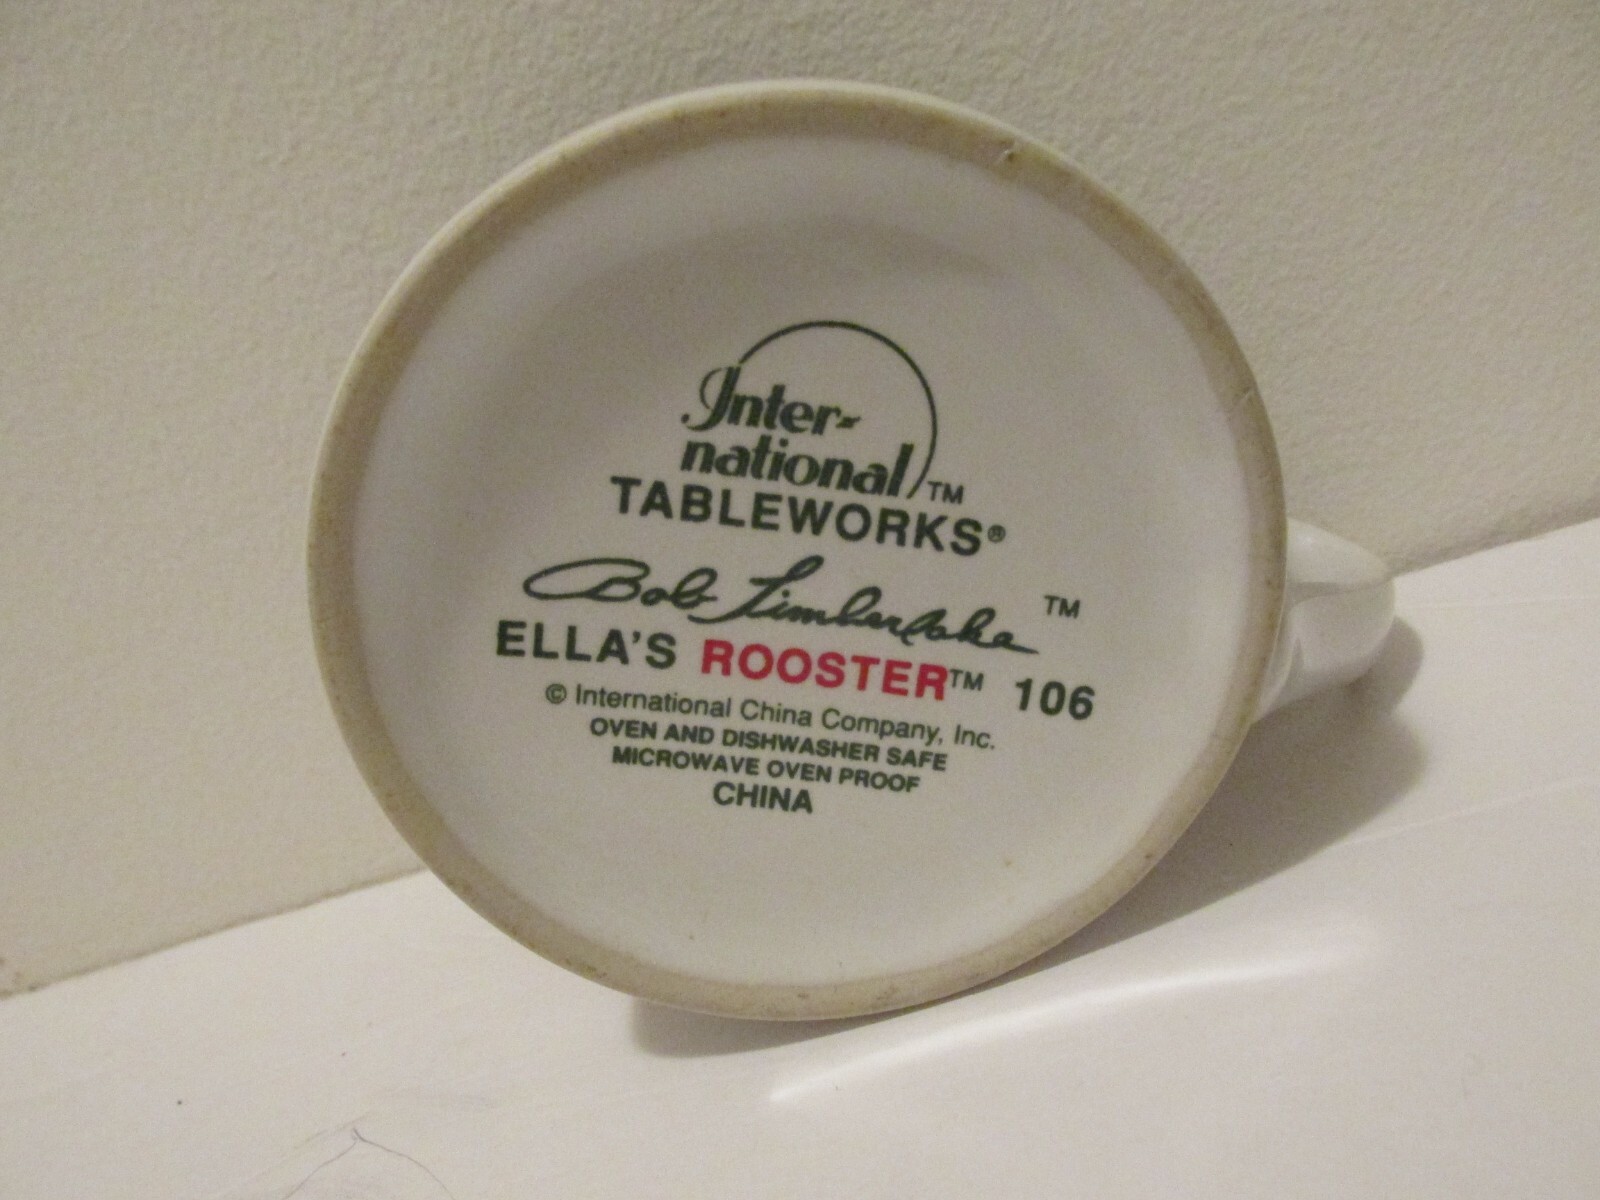 Inter-
national™
TABLEWORKS®
Bob Timberlake™
ELLA'S ROOSTER™ 106
© International China Company, Inc.
OVEN AND DISHWASHER SAFE
MICROWAVE OVEN PROOF
CHINA